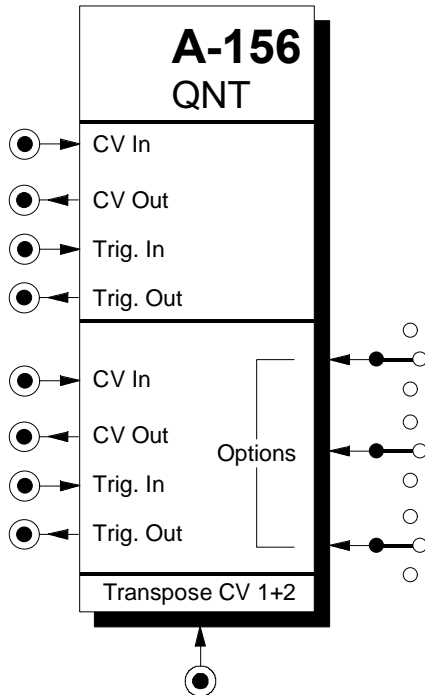 A-156
QNT
CV In
CV Out
Trig. In
Trig. Out
CV In
CV Out
Options
Trig. In
Trig. Out
Transpose CV 1+2